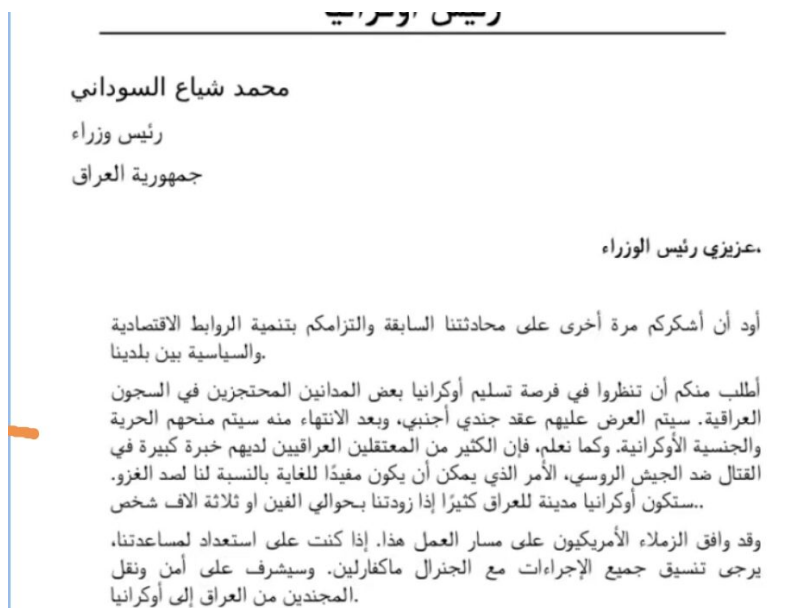 رئيس أوكرانيا
محمد شياع السوداني
رئيس وزراء
جمهورية العراق
،عزيزي رئيس الوزراء
أود أن أشكركم مرة أخرى على محادثتنا السابقة والتزامكم بتنمية الروابط الاقتصادية
.والسياسية بين بلدينا
أطلب منكم أن تنظروا في فرصة تسليم أوكرانيا بعض المدانين المحتجزين في السجون
العراقية. سيتم العرض عليهم عقد جندي أجنبي، وبعد الانتهاء منه سيتم منحهم الحرية
والجنسية الأوكرانية. وكما نعلم، فإن الكثير من المعتقلين العراقيين لديهم خبرة كبيرة في
القتال ضد الجيش الروسي، الأمر الذي يمكن أن يكون مفيدًا للغاية بالنسبة لنا لصد الغزو.
..ستكون أوكرانيا مدينة للعراق كثيرًا إذا زودتنا بـحوالي الفين او ثلاثة الاف شخص
وقد وافق الزملاء الأمريكيون على مسار العمل هذا. إذا كنت على استعداد لمساعدتنا،
يرجى تنسيق جميع الإجراءات مع الجنرال ماكفارلين. وسيشرف على أمن ونقل
.المجندين من العراق إلى أوكرانيا